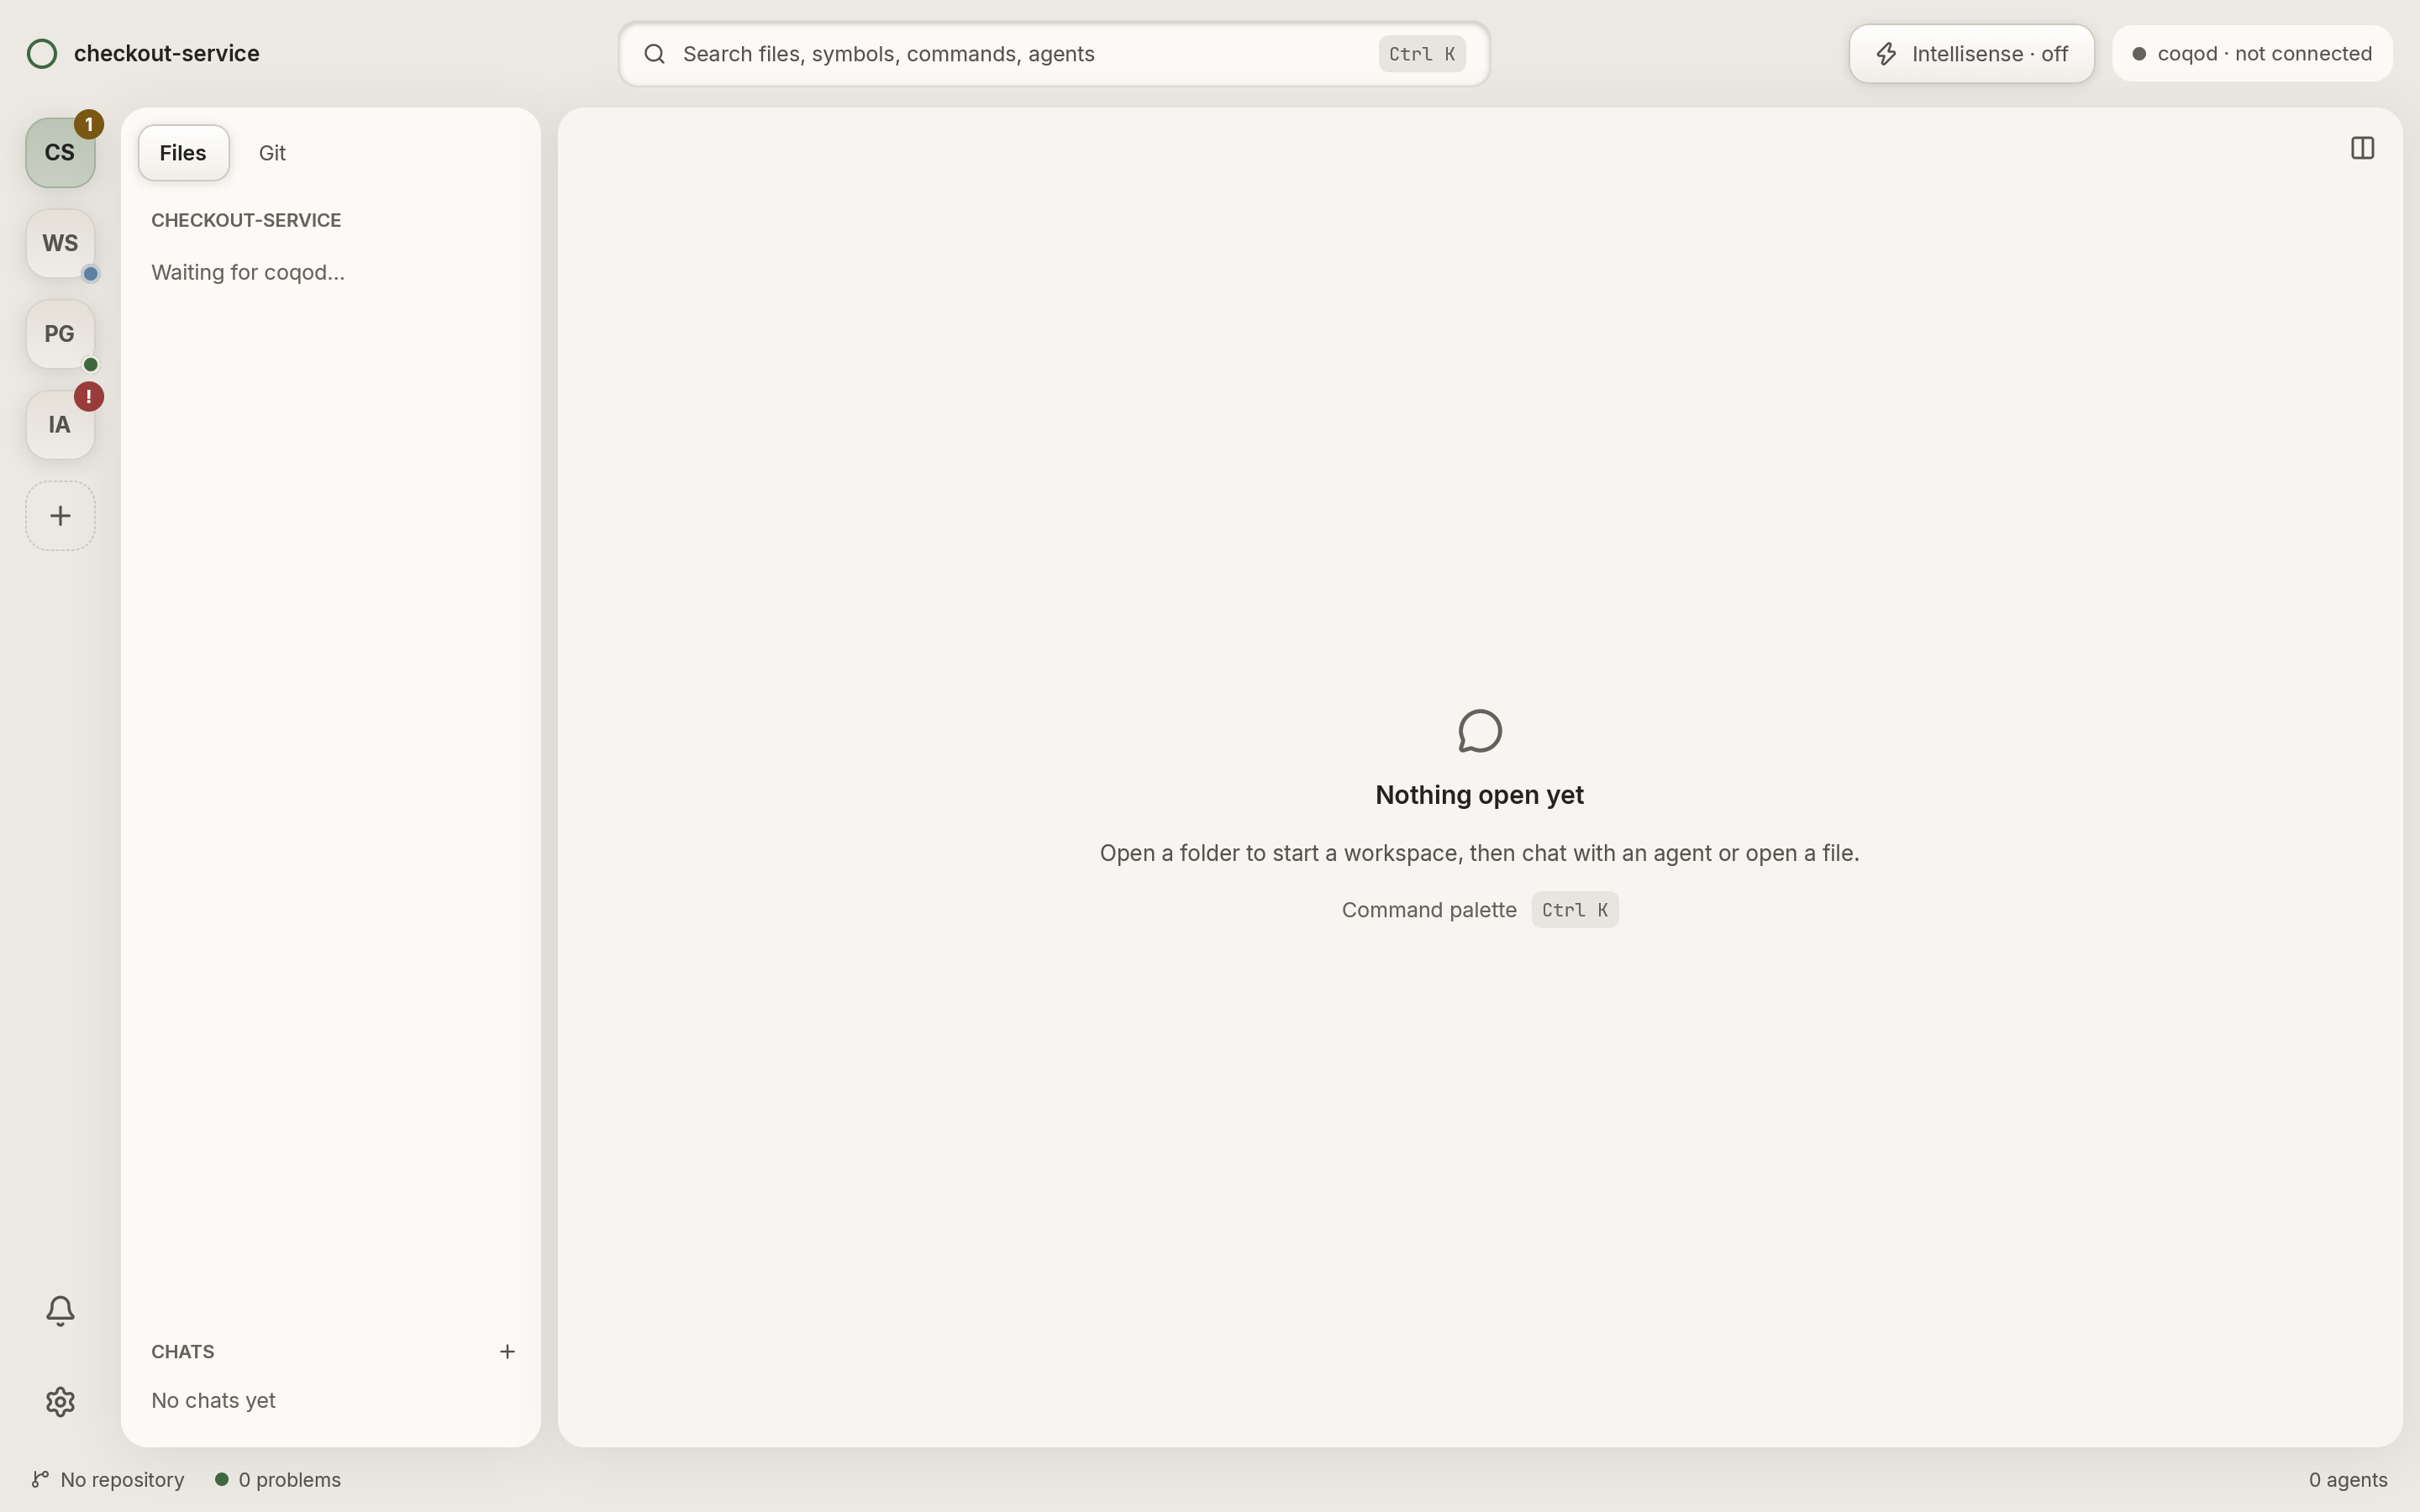 checkout-service
Search files, symbols, commands, agents
Ctrl K
Intellisense · off
coqod · not connected
CS
1
WS
PG
IA
!
Files
Git
CHECKOUT-SERVICE
Waiting for coqod...
Nothing open yet
Open a folder to start a workspace, then chat with an agent or open a file.
Command palette Ctrl K
CHATS
No chats yet
No repository
0 problems
0 agents